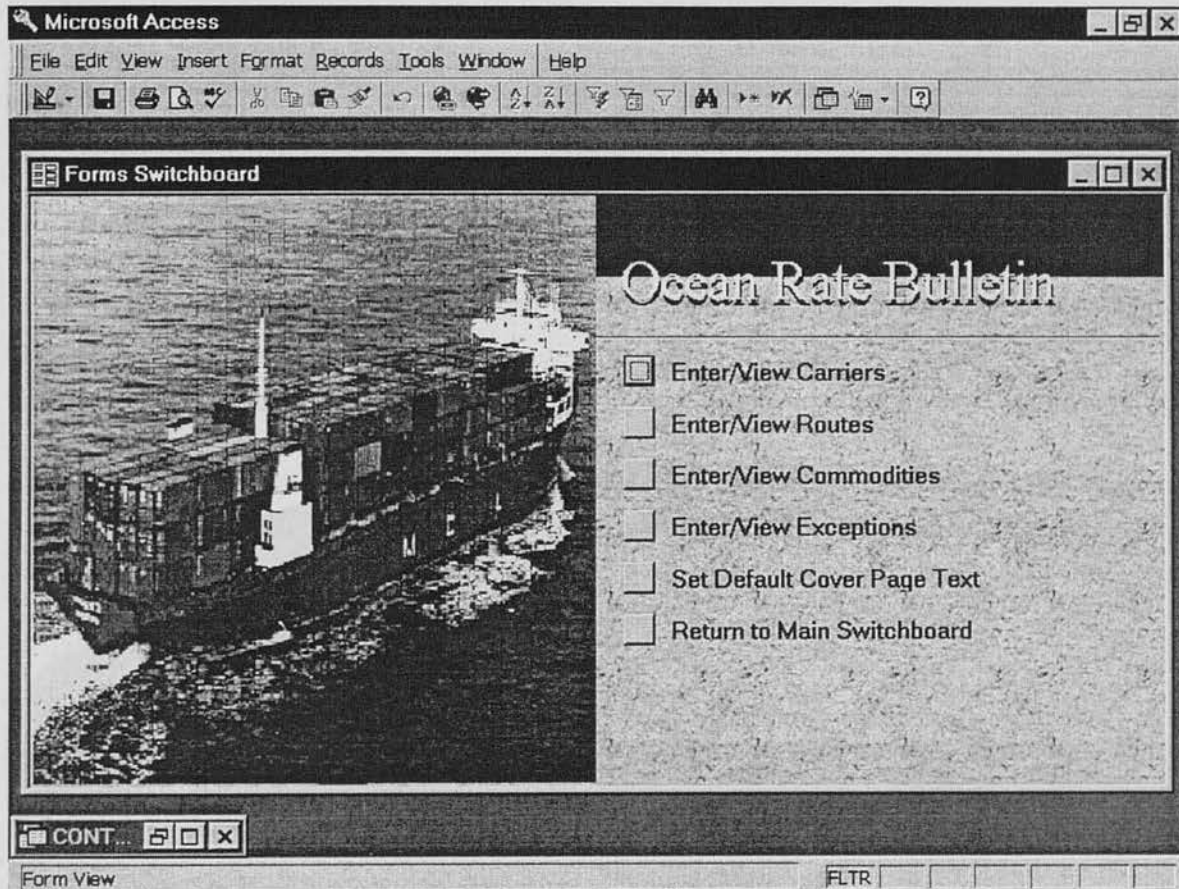 Microsoft Access
File Edit View Insert Format Records Tools Window Help
Forms Switchboard
Ocean Rate Bulletin
Enter/View Carriers
Enter/View Routes
Enter/View Commodities
Enter/View Exceptions
Set Default Cover Page Text
Return to Main Switchboard
CONT...
Form View
FLTR